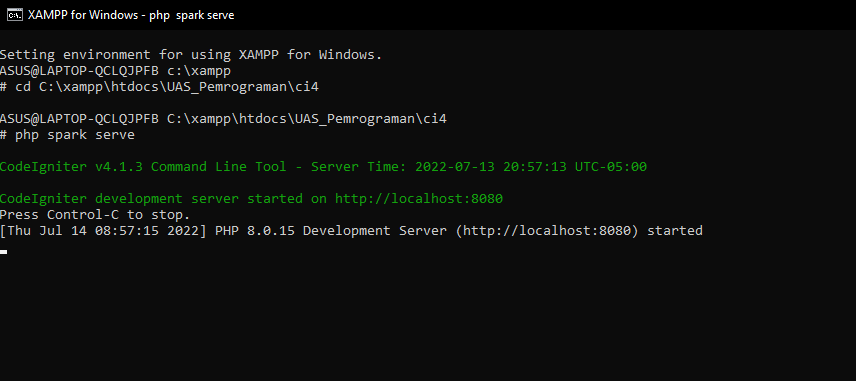 XAMPP for Windows - php  spark serve
Setting environment for using XAMPP for Windows.
ASUS@LAPTOP-QCLQJPFB c:\xampp
# cd C:\xampp\htdocs\UAS_Pemrograman\ci4
ASUS@LAPTOP-QCLQJPFB C:\xampp\htdocs\UAS_Pemrograman\ci4
# php spark serve
CodeIgniter v4.1.3 Command Line Tool - Server Time: 2022-07-13 20:57:13 UTC-05:00
CodeIgniter development server started on http://localhost:8080
Press Control-C to stop.
[Thu Jul 14 08:57:15 2022] PHP 8.0.15 Development Server (http://localhost:8080) started